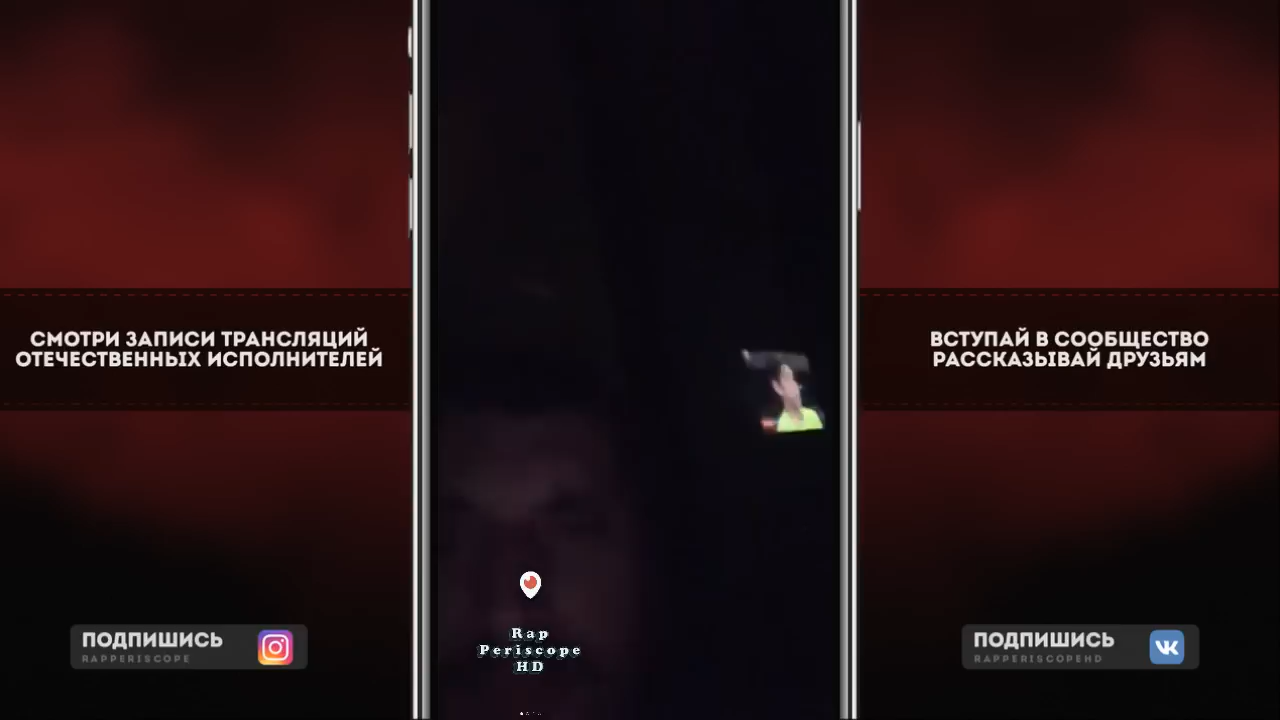 СМОТРИ ЗАПИСИ ТРАНСЛЯЦИЙ
ОТЕЧЕСТВЕННЫХ ИСПОЛНИТЕЛЕЙ
ВСТУПАЙ В СООБЩЕСТВО
РАССКАЗЫВАЙ ДРУЗЬЯМ
Rap
Periscope
HD
ПОДПИШИСЬ
RAPPERISCOPE
ПОДПИШИСЬ
RAPPERISCOPEHD